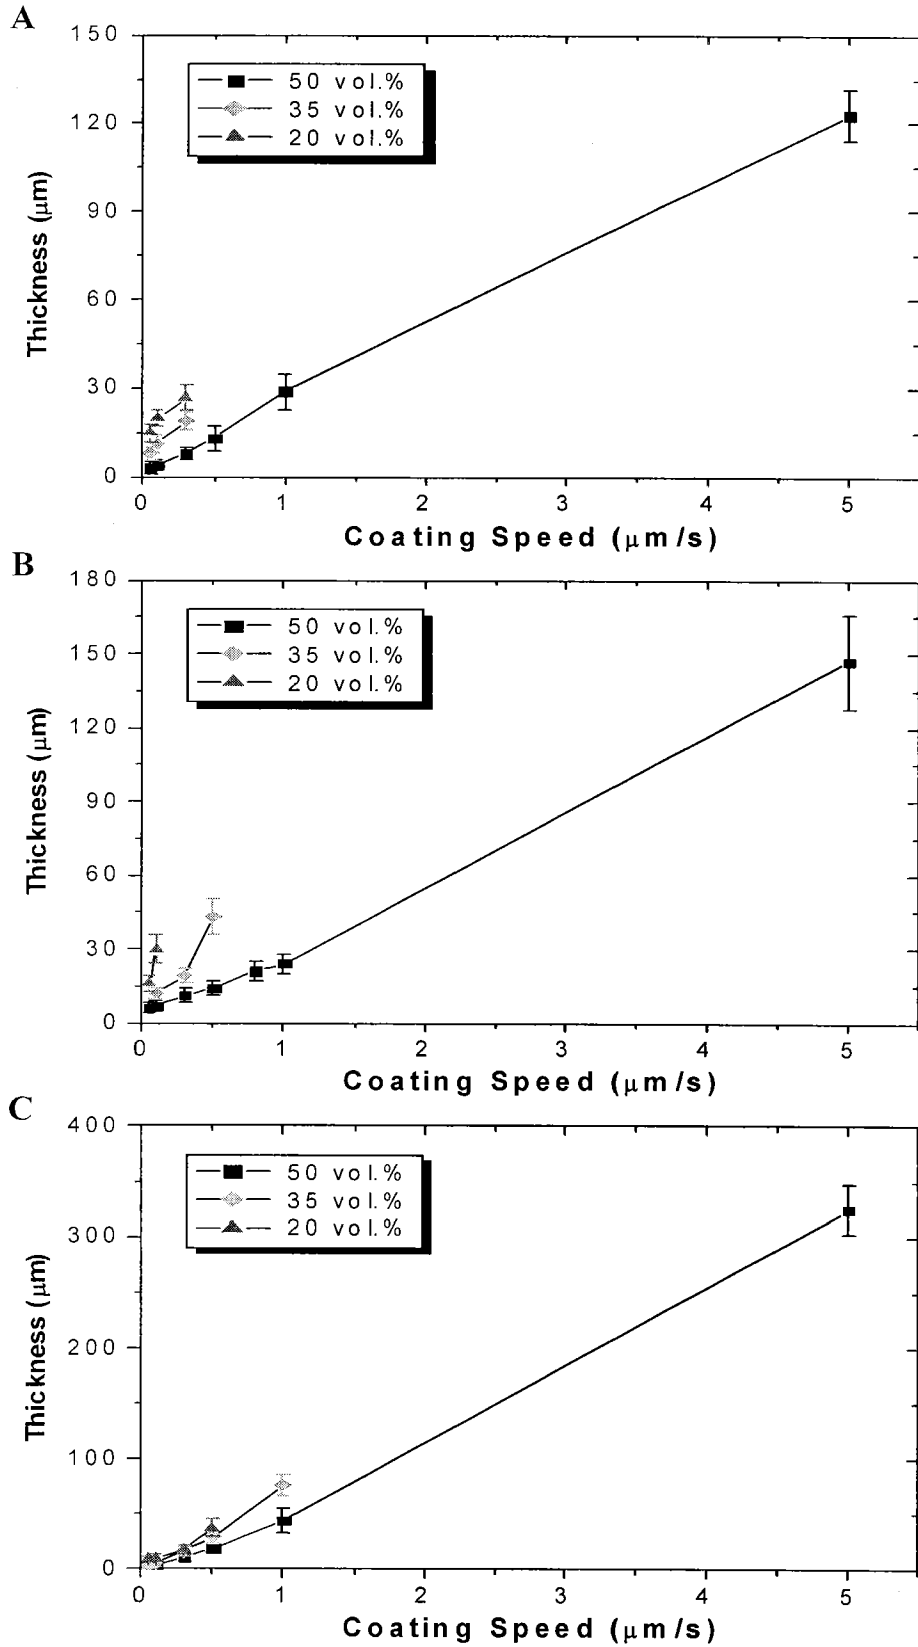 A
150
120
90
60
30
0
Thickness (μm)
50 vol.%
35 vol.%
20 vol.%
0 1 2 3 4 5
Coating Speed (μm/s)
B
180
150
120
90
60
30
0
Thickness (μm)
50 vol.%
35 vol.%
20 vol.%
0 1 2 3 4 5
Coating Speed (μm/s)
C
400
300
200
100
0
Thickness (μm)
50 vol.%
35 vol.%
20 vol.%
0 1 2 3 4 5
Coating Speed (μm/s)